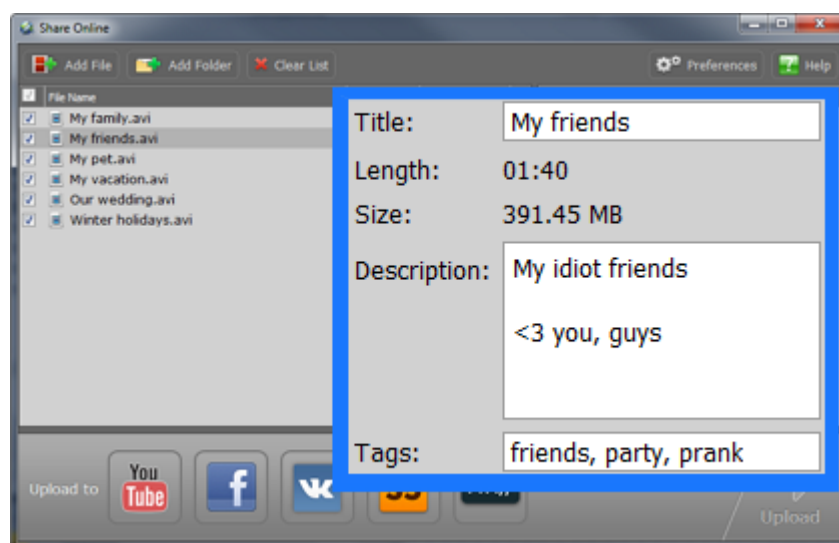 Share Online
Add File
Add Folder
Clear List
Preferences
Help
File Name
My family.avi
My friends.avi
My pet.avi
My vacation.avi
Our wedding.avi
Winter holidays.avi
Title: My friends
Length: 01:40
Size: 391.45 MB
Description: My idiot friends
<3 you, guys
Tags: friends, party, prank
Upload to
You
Tube
f
Upload